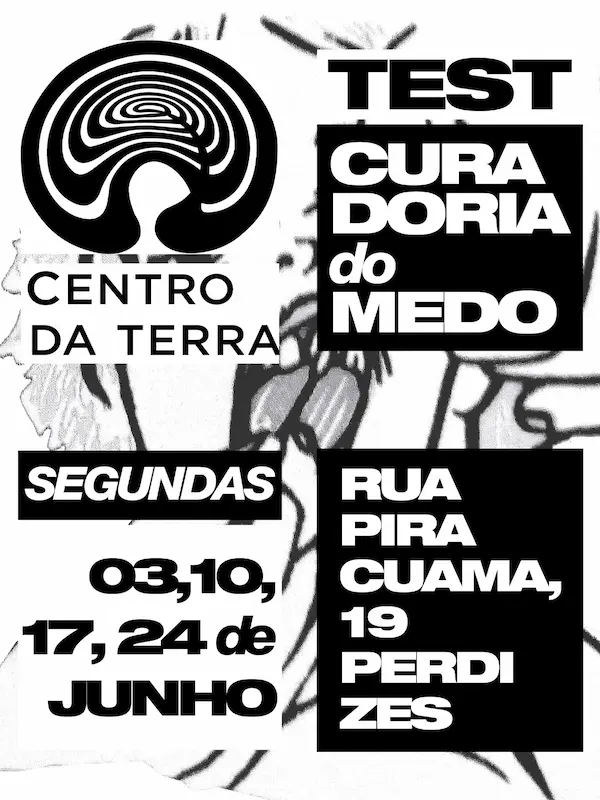 CENTRO
DA TERRA
TEST
CURA
DORIA
do
MEDO
SEGUNDAS
03,10,
17, 24 de
JUNHO
RUA
PIRA
CUAMA,
19
PERDI
ZES